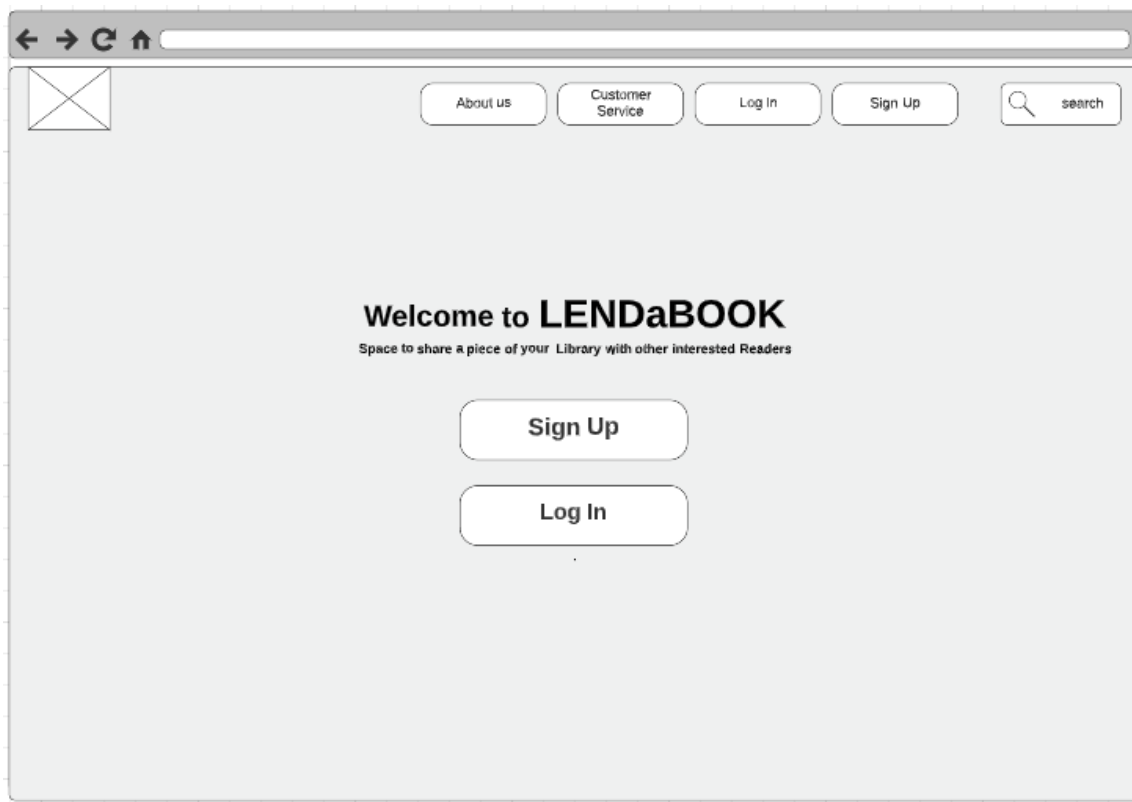 About us
Customer
Service
Log In
Sign Up
search
Welcome to LENDaBOOK
Space to share a piece of your Library with other interested Readers
Sign Up
Log In
.